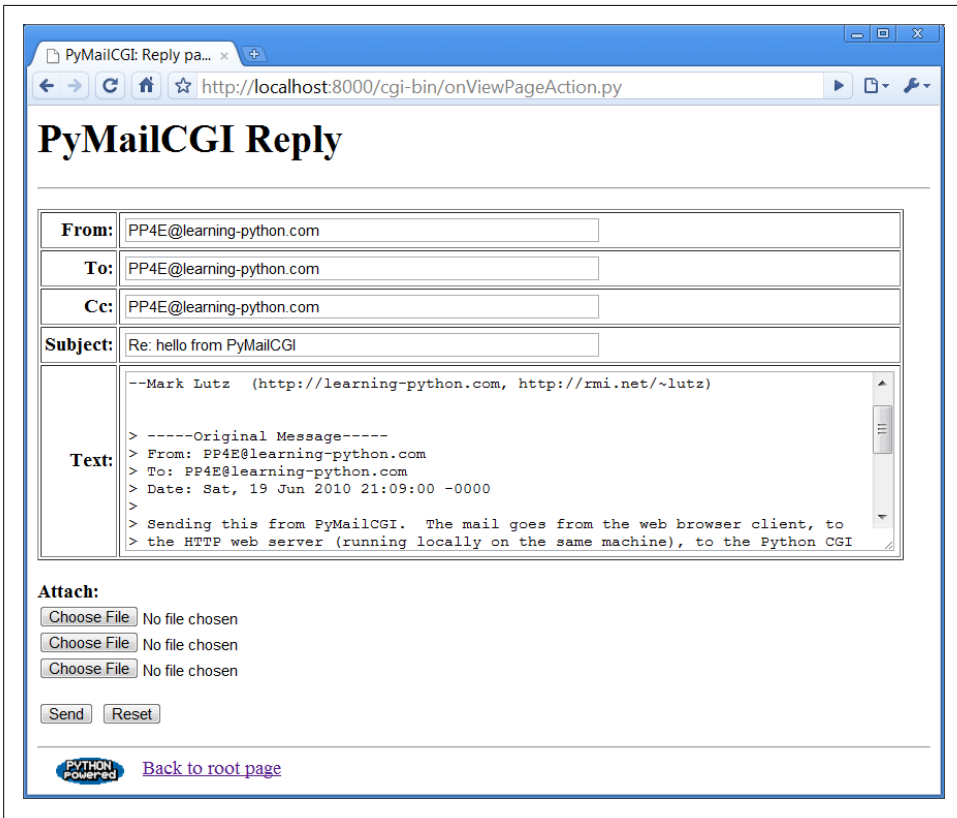 PyMailCGI: Reply pa...
http://localhost:8000/cgi-bin/onViewPageAction.py
PyMailCGI Reply
From: PP4E@learning-python.com
To: PP4E@learning-python.com
Cc: PP4E@learning-python.com
Subject: Re: hello from PyMailCGI
Text:
--Mark Lutz  (http://learning-python.com, http://rmi.net/~lutz)
> -----Original Message-----
> From: PP4E@learning-python.com
> To: PP4E@learning-python.com
> Date: Sat, 19 Jun 2010 21:09:00 -0000
>
> Sending this from PyMailCGI.  The mail goes from the web browser client, to
> the HTTP web server (running locally on the same machine), to the Python CGI
Attach:
Choose File No file chosen
Choose File No file chosen
Choose File No file chosen
Send Reset
PYTHON
Powered
Back to root page